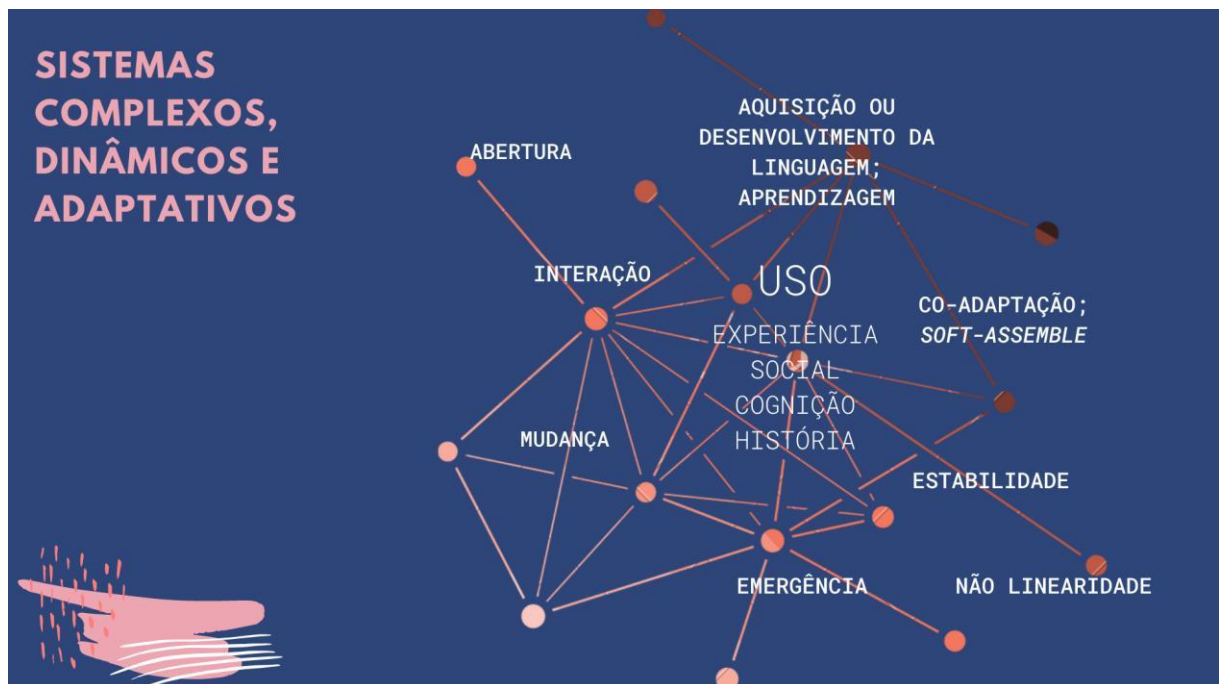 SISTEMAS
COMPLEXOS,
DINÂMICOS E
ADAPTATIVOS
AQUISIÇÃO OU
DESENVOLVIMENTO DA
LINGUAGEM;
APRENDIZAGEM
ABERTURA
INTERAÇÃO
USO
CO-ADAPTAÇÃO;
SOFT-ASSEMBLE
EXPERIÊNCIA
SOCIAL
COGNIÇÃO
HISTÓRIA
MUDANÇA
ESTABILIDADE
EMERGÊNCIA
NÃO LINEARIDADE